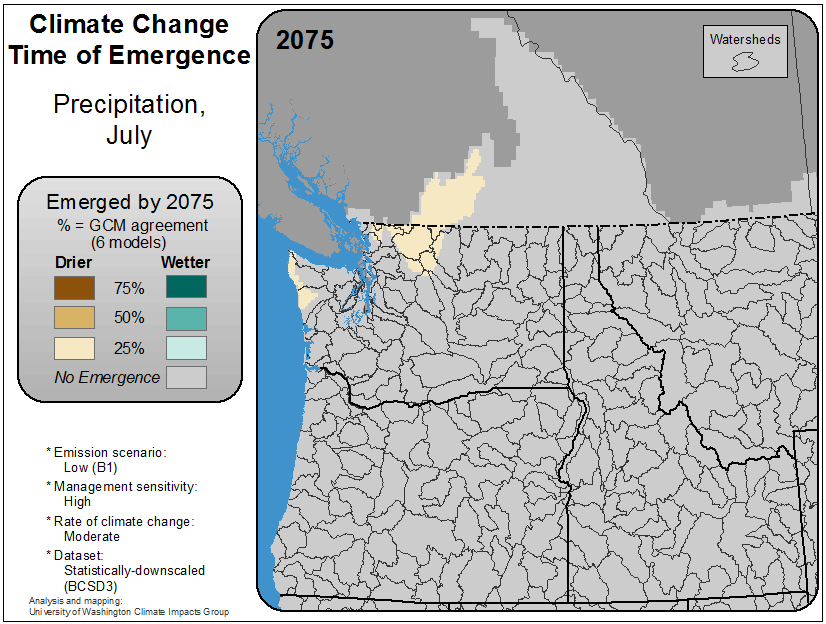 Climate Change
Time of Emergence
Precipitation,
July
Emerged by 2075
% = GCM agreement
(6 models)
Drier Wetter
75%
50%
25%
No Emergence
* Emission scenario:
Low (B1)
* Management sensitivity:
High
* Rate of climate change:
Moderate
* Dataset:
Statistically-downscaled
(BCSD3)
Analysis and mapping:
University of Washington Climate Impacts Group
2075
Watersheds